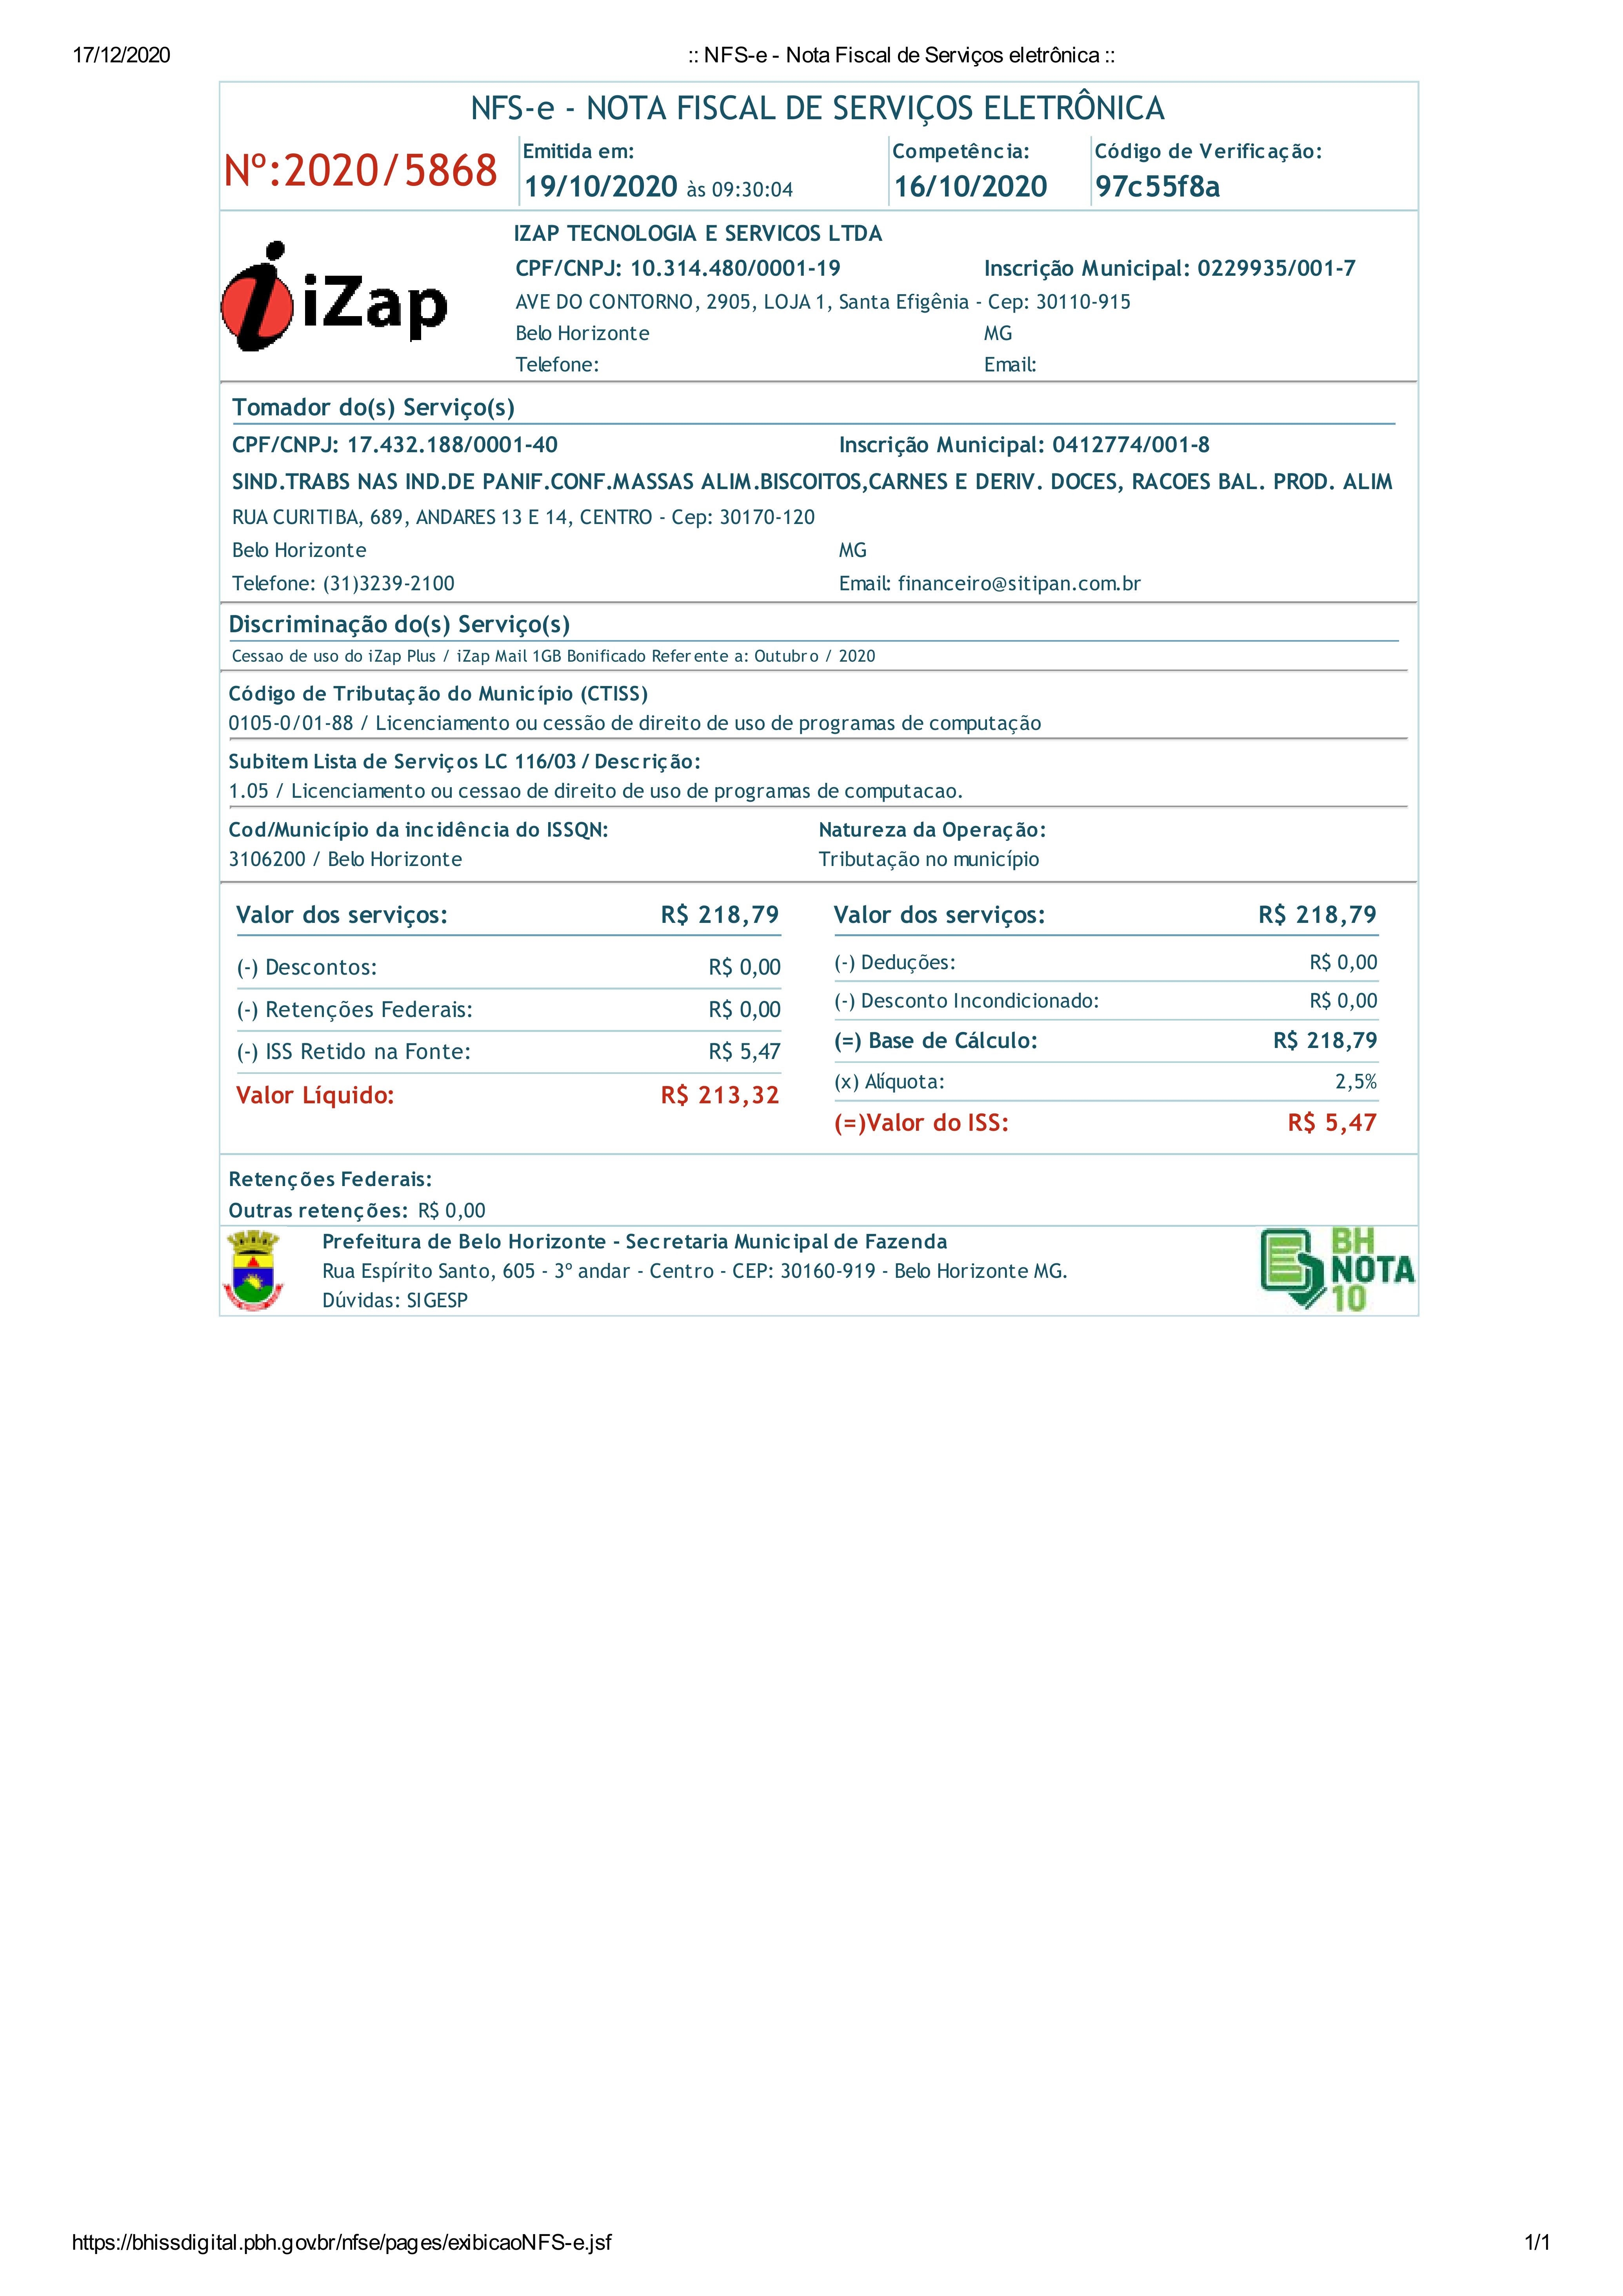 17/12/2020 :: NFS-e - Nota Fiscal de Serviços eletrônica ::
NFS-e - NOTA FISCAL DE SERVIÇOS ELETRÔNICA
Nº:2020/5868
Emitida em: Competência: Código de Verificação:
19/10/2020 às 09:30:04 16/10/2020 97c55f8a
iZap
IZAP TECNOLOGIA E SERVICOS LTDA
CPF/CNPJ: 10.314.480/0001-19 Inscrição Municipal: 0229935/001-7
AVE DO CONTORNO, 2905, LOJA 1, Santa Efigênia - Cep: 30110-915
Belo Horizonte MG
Telefone: Email:
Tomador do(s) Serviço(s)
CPF/CNPJ: 17.432.188/0001-40 Inscrição Municipal: 0412774/001-8
SIND.TRABS NAS IND.DE PANIF.CONF.MASSAS ALIM.BISCOITOS,CARNES E DERIV. DOCES, RACOES BAL. PROD. ALIM
RUA CURITIBA, 689, ANDARES 13 E 14, CENTRO - Cep: 30170-120
Belo Horizonte MG
Telefone: (31)3239-2100 Email: financeiro@sitipan.com.br
Discriminação do(s) Serviço(s)
Cessao de uso do iZap Plus / iZap Mail 1GB Bonificado Referente a: Outubro / 2020
Código de Tributação do Município (CTISS)
0105-0/01-88 / Licenciamento ou cessão de direito de uso de programas de computação
Subitem Lista de Serviços LC 116/03 / Descrição:
1.05 / Licenciamento ou cessao de direito de uso de programas de computacao.
Cod/Município da incidência do ISSQN: Natureza da Operação:
3106200 / Belo Horizonte Tributação no município
Valor dos serviços: R$ 218,79
(-) Descontos: R$ 0,00
(-) Retenções Federais: R$ 0,00
(-) ISS Retido na Fonte: R$ 5,47
Valor Líquido: R$ 213,32
Valor dos serviços: R$ 218,79
(-) Deduções: R$ 0,00
(-) Desconto Incondicionado: R$ 0,00
(=) Base de Cálculo: R$ 218,79
(x) Alíquota: 2,5%
(=)Valor do ISS: R$ 5,47
Retenções Federais:
Outras retenções: R$ 0,00
Prefeitura de Belo Horizonte - Secretaria Municipal de Fazenda
Rua Espírito Santo, 605 - 3º andar - Centro - CEP: 30160-919 - Belo Horizonte MG.
Dúvidas: SIGESP
BH
NOTA
10
https://bhissdigital.pbh.gov.br/nfse/pages/exibicaoNFS-e.jsf 1/1